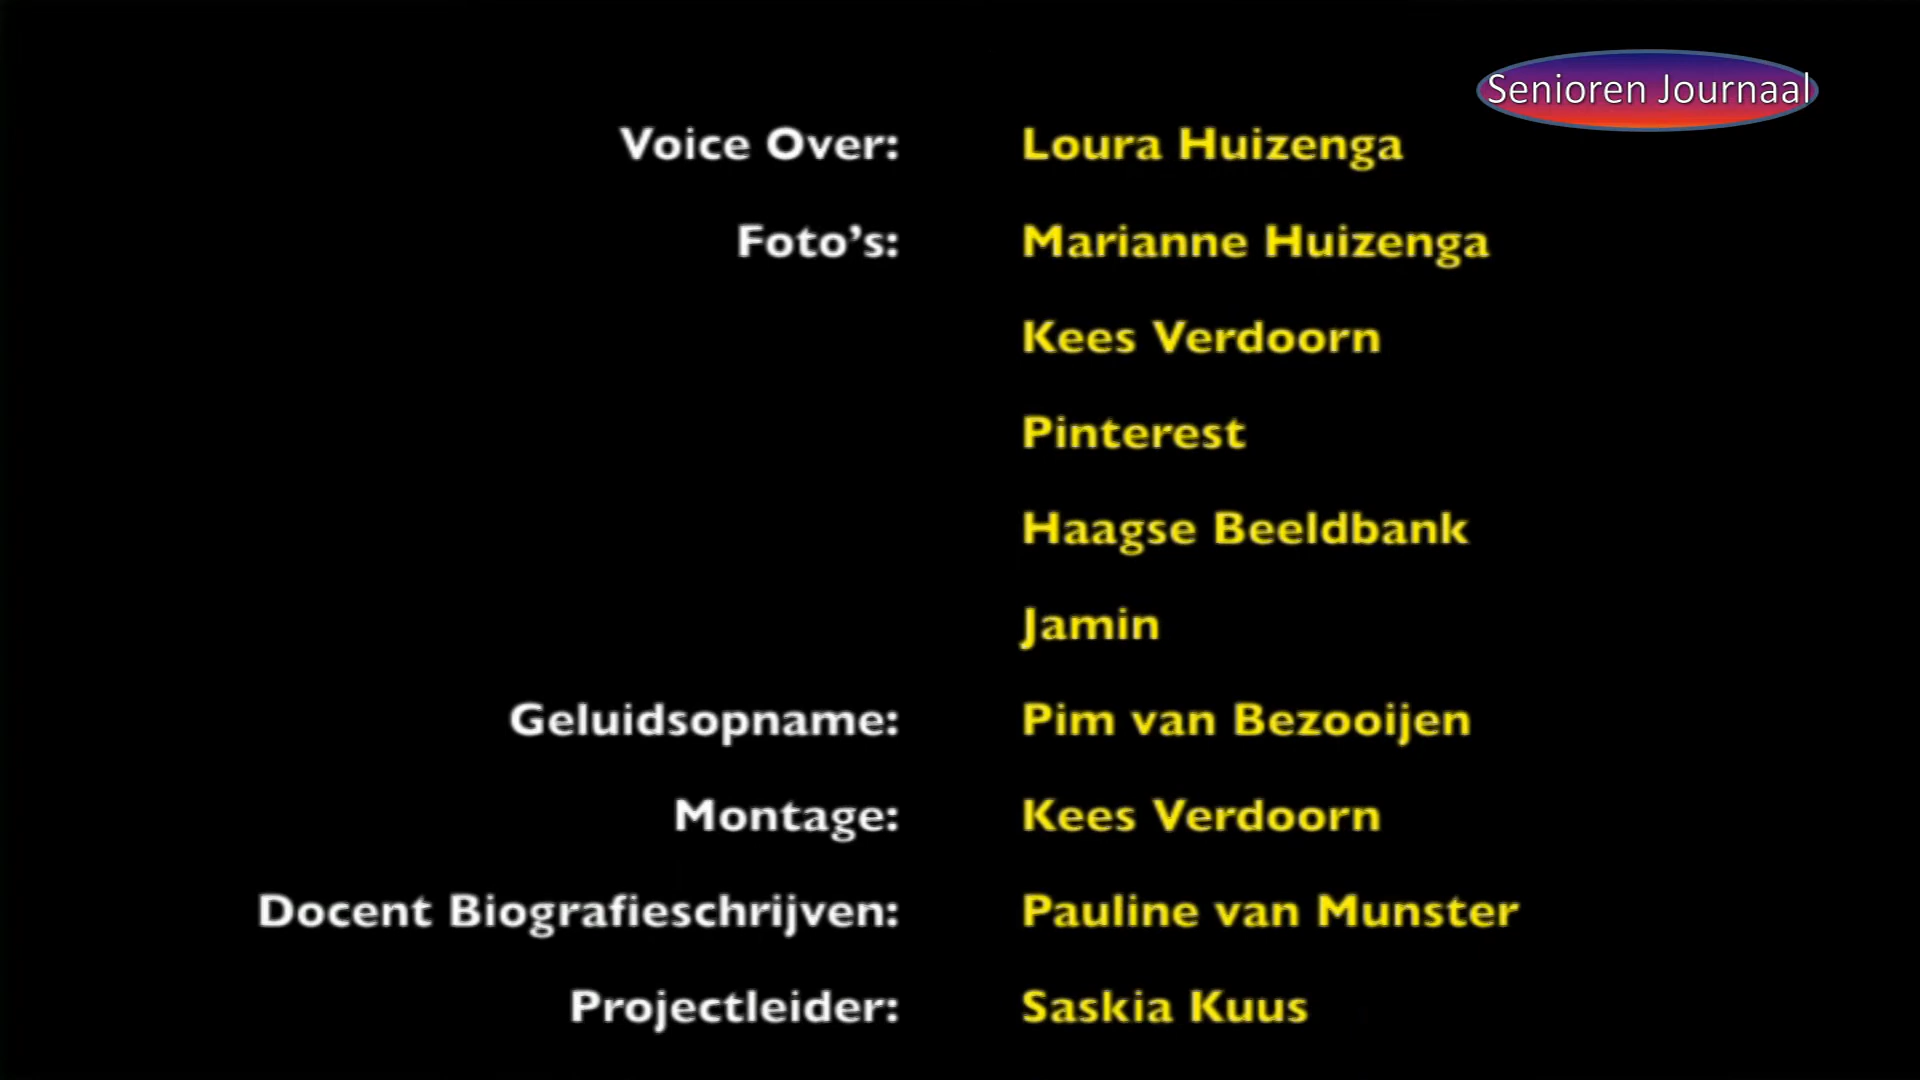 Senioren Journaal
Voice Over: Loura Huizenga
Foto’s: Marianne Huizenga
Kees Verdoorn
Pinterest
Haagse Beeldbank
Jamin
Geluidsopname: Pim van Bezooijen
Montage: Kees Verdoorn
Docent Biografieschrijven: Pauline van Munster
Projectleider: Saskia Kuus